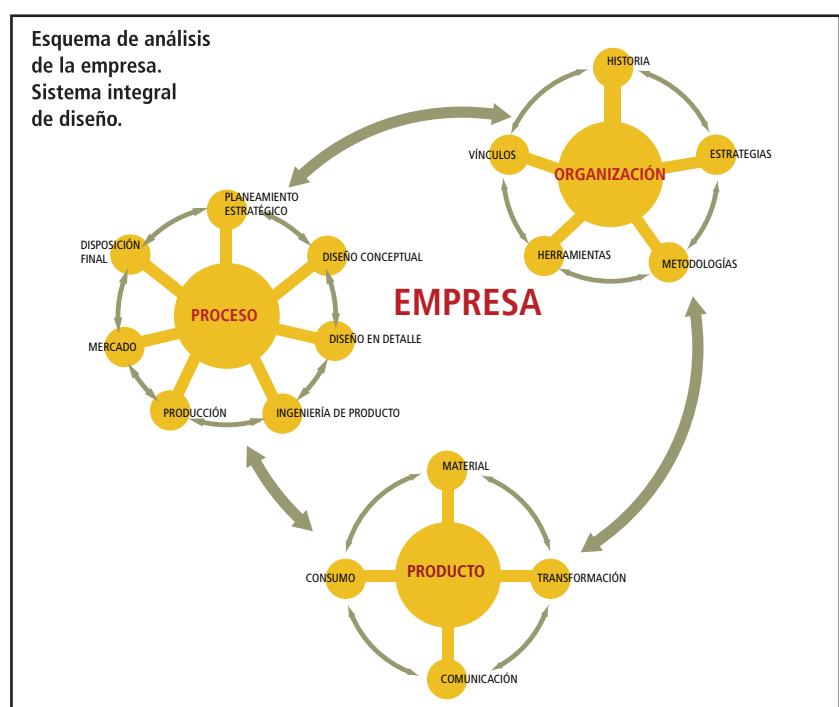 Esquema de análisis
de la empresa.
Sistema integral
de diseño.
HISTORIA
VÍNCULOS
ESTRATEGIAS
ORGANIZACIÓN
HERRAMIENTAS
METODOLOGÍAS
PLANEAMIENTO
ESTRATÉGICO
DISPOSICIÓN
FINAL
DISEÑO CONCEPTUAL
PROCESO
EMPRESA
MERCADO
DISEÑO EN DETALLE
PRODUCCIÓN
INGENIERÍA DE PRODUCTO
MATERIAL
CONSUMO
PRODUCTO
TRANSFORMACIÓN
COMUNICACIÓN